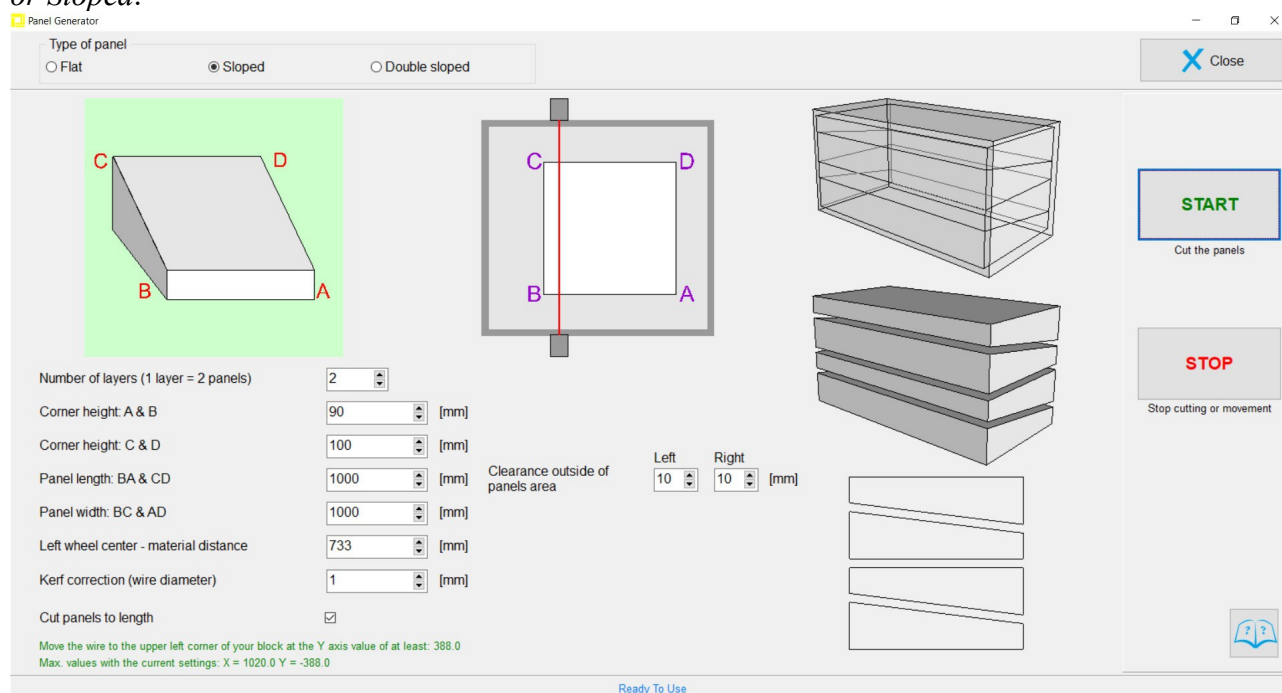 or Sloped.
Panel Generator
Type of panel
Flat Sloped Double sloped
Close
C D
B A
C D
B A
START
Cut the panels
STOP
Stop cutting or movement
Number of layers (1 layer = 2 panels) 2
Corner height: A & B 90 [mm]
Corner height: C & D 100 [mm]
Panel length: BA & CD 1000 [mm]
Panel width: BC & AD 1000 [mm]
Left wheel center - material distance 733 [mm]
Kerf correction (wire diameter) 1 [mm]
Cut panels to length
Left Right
Clearance outside of panels area 10 10 [mm]
Move the wire to the upper left corner of your block at the Y axis value of at least: 388.0
Max. values with the current settings: X = 1020.0 Y = -388.0
? ?
Ready To Use